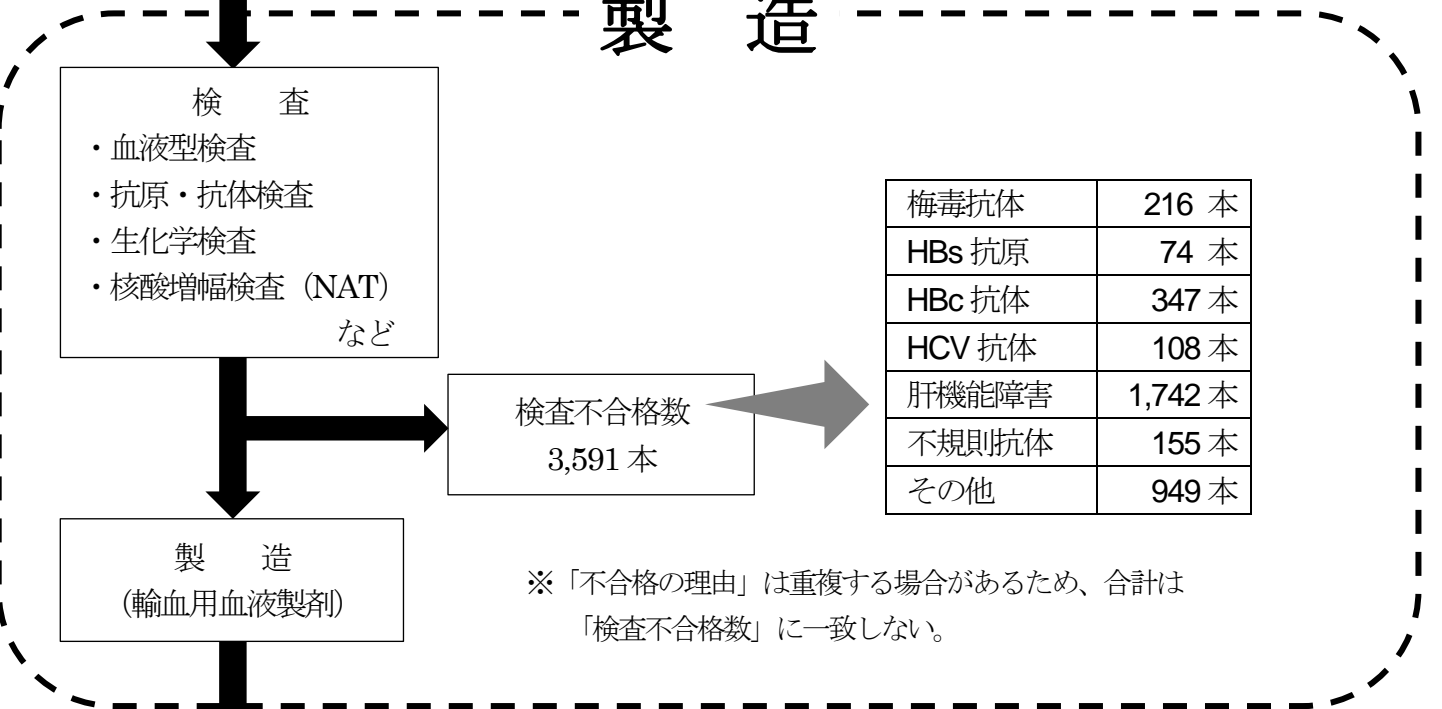 製　造
検　　査
・血液型検査
・抗原・抗体検査
・生化学検査
・核酸増幅検査（NAT）
など
検査不合格数
3,591 本
梅毒抗体 216 本
HBs 抗原 74 本
HBc 抗体 347 本
HCV 抗体 108 本
肝機能障害 1,742 本
不規則抗体 155 本
その他 949 本
製　　造
（輸血用血液製剤）
※「不合格の理由」は重複する場合があるため、合計は
「検査不合格数」に一致しない。